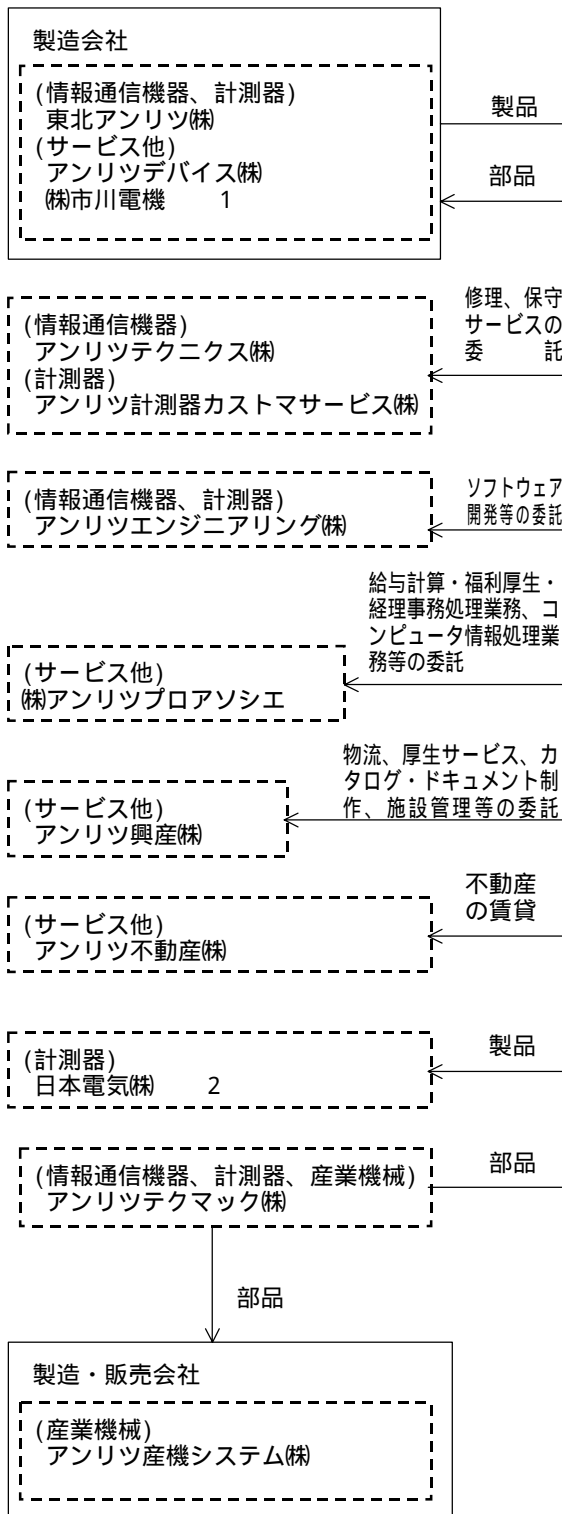 製造会社
(情報通信機器、計測器)
東北アンリツ㈱
(サービス他)
アンリツデバイス㈱
㈱市川電機 1
製品
部品
(情報通信機器)
アンリツテクニクス㈱
(計測器)
アンリツ計測器カストマサービス㈱
修理、保守
サービスの
委 託
(情報通信機器、計測器)
アンリツエンジニアリング㈱
ソフトウェア
開発等の委託
給与計算・福利厚生・
経理事務処理業務、コ
ンピュータ情報処理業
務等の委託
(サービス他)
㈱アンリツプロアソシエ
物流、厚生サービス、カ
タログ・ドキュメント制
作、施設管理等の委託
(サービス他)
アンリツ興産㈱
(サービス他)
アンリツ不動産㈱
不動産
の賃貸
(計測器)
日本電気㈱ 2
製品
(情報通信機器、計測器、産業機械)
アンリツテクマック㈱
部品
部品
製造・販売会社
(産業機械)
アンリツ産機システム㈱